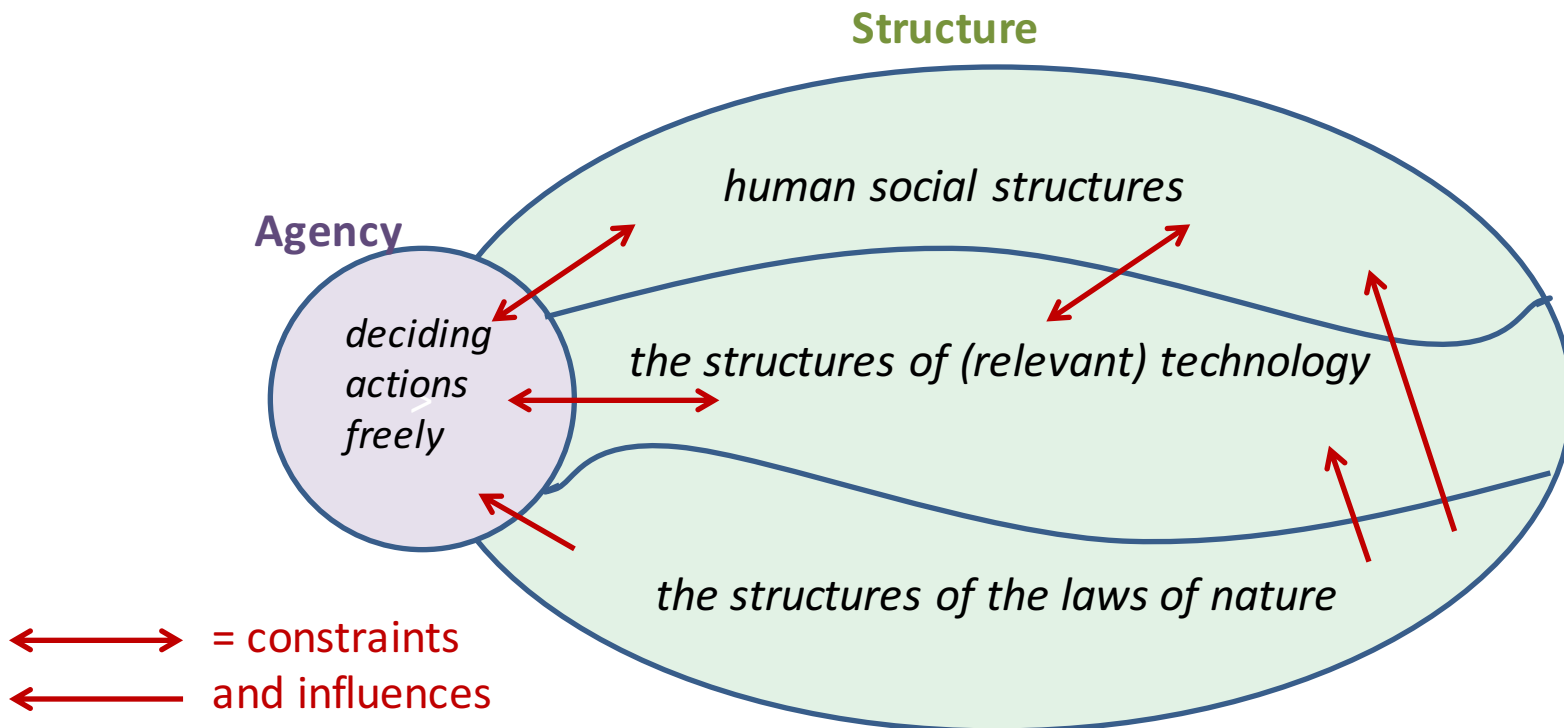 Structure
human social structures
Agency
deciding
actions
freely
>
the structures of (relevant) technology
the structures of the laws of nature
= constraints
and influences